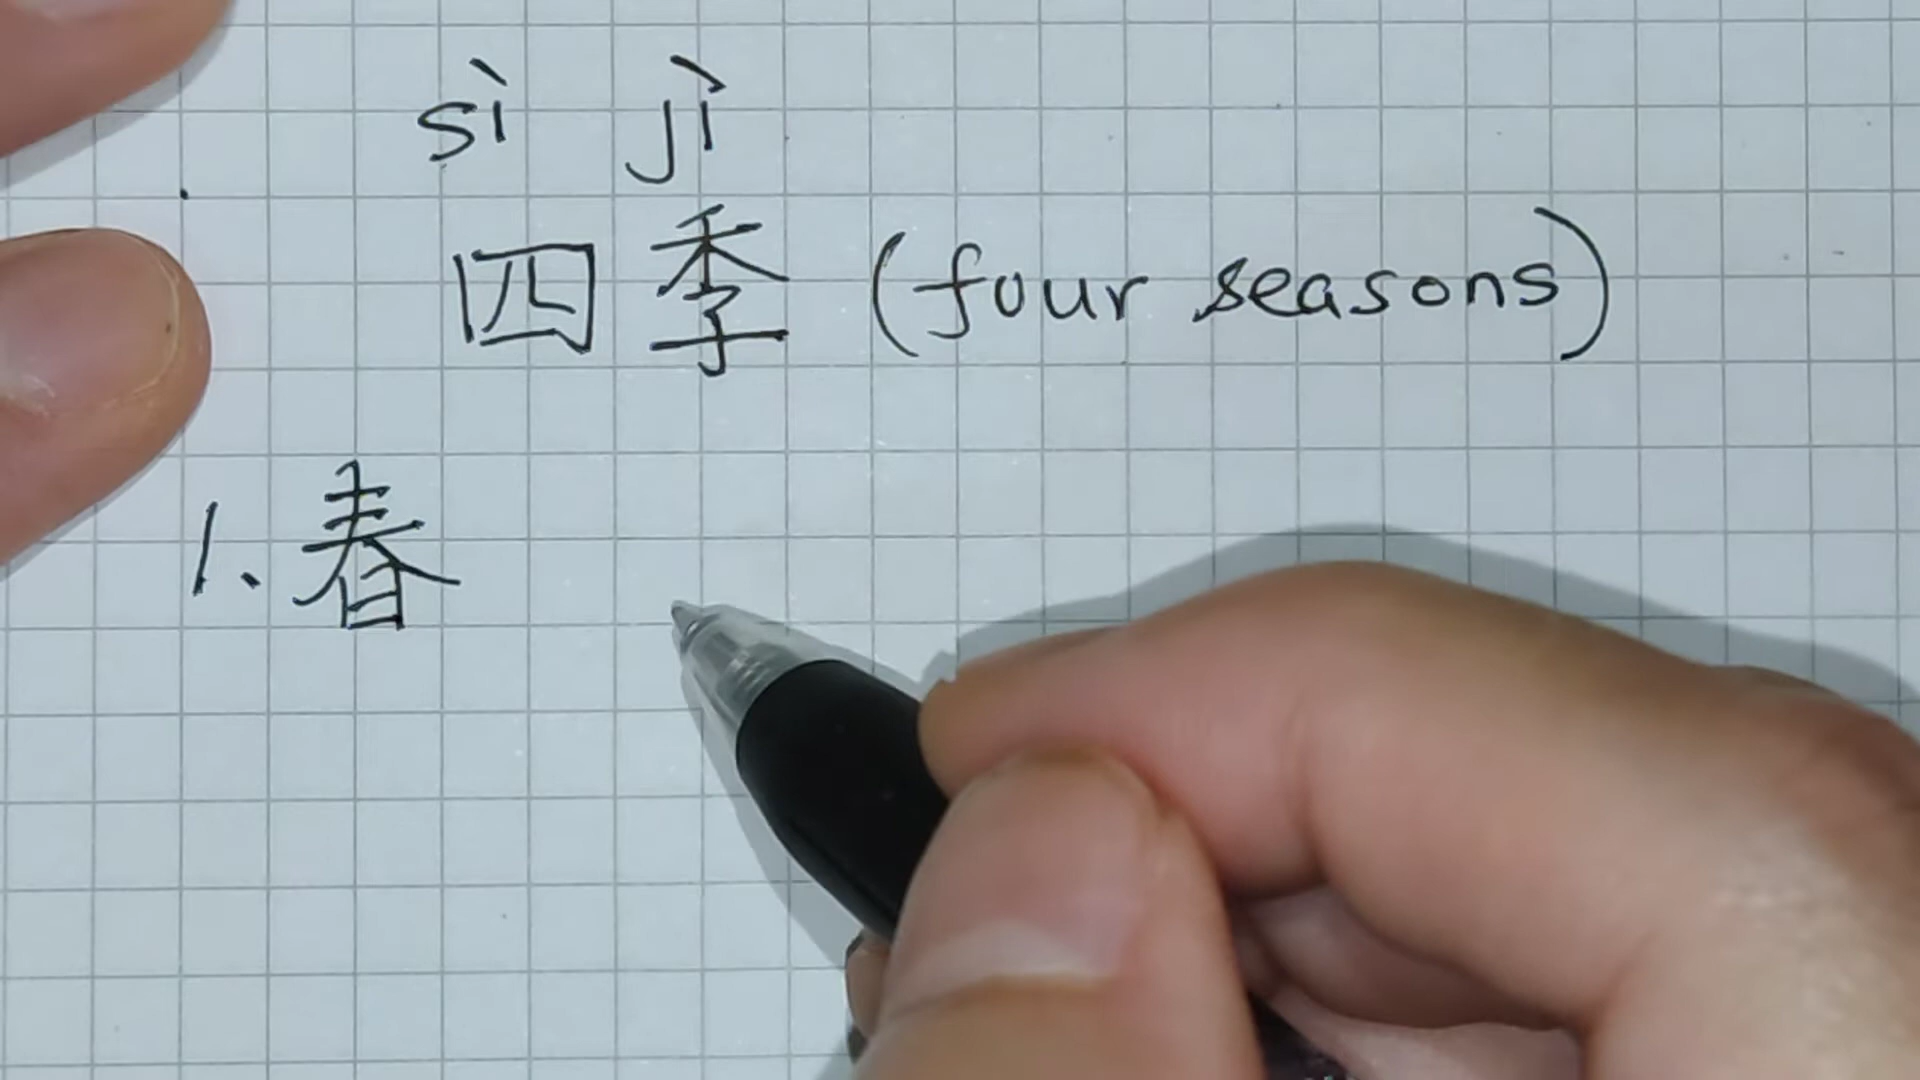 sì jì
四季 (four seasons)
1、春